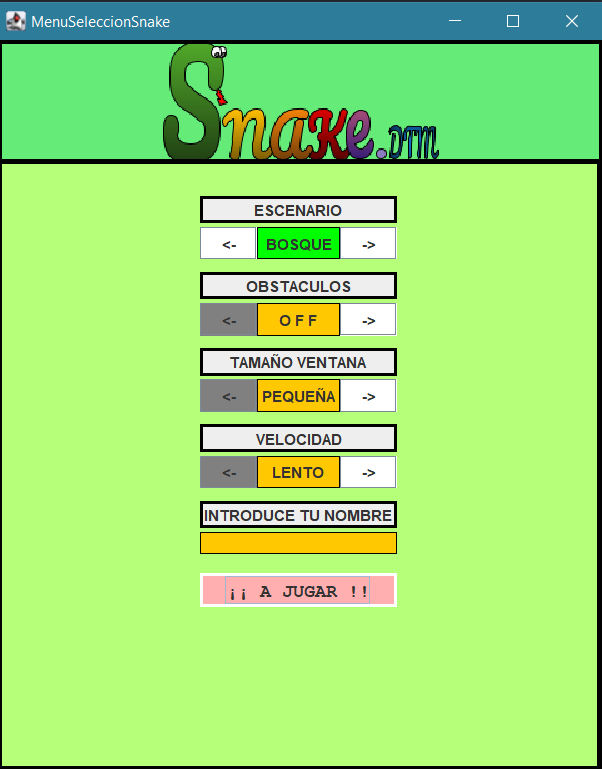 MenuSeleccionSnake
Snake.DTM
ESCENARIO
<- BOSQUE ->
OBSTACULOS
<- O F F ->
TAMAÑO VENTANA
<- PEQUEÑA ->
VELOCIDAD
<- LENTO ->
INTRODUCE TU NOMBRE
¡¡ A JUGAR !!